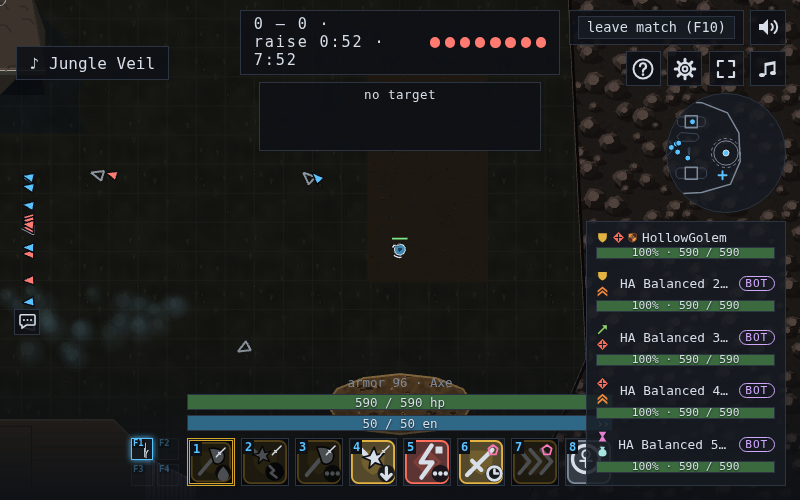 0 – 0 ·
raise 0:52 ·
7:52
leave match (F10)
♪ Jungle Veil
no target
HollowGolem
100% · 590 / 590
HA Balanced 2… BOT
100% · 590 / 590
HA Balanced 3… BOT
100% · 590 / 590
HA Balanced 4… BOT
100% · 590 / 590
HA Balanced 5… BOT
100% · 590 / 590
armor 96 · Axe
590 / 590 hp
50 / 50 en
F1 F2
F3 F4
1 2 3 4 5 6 7 8